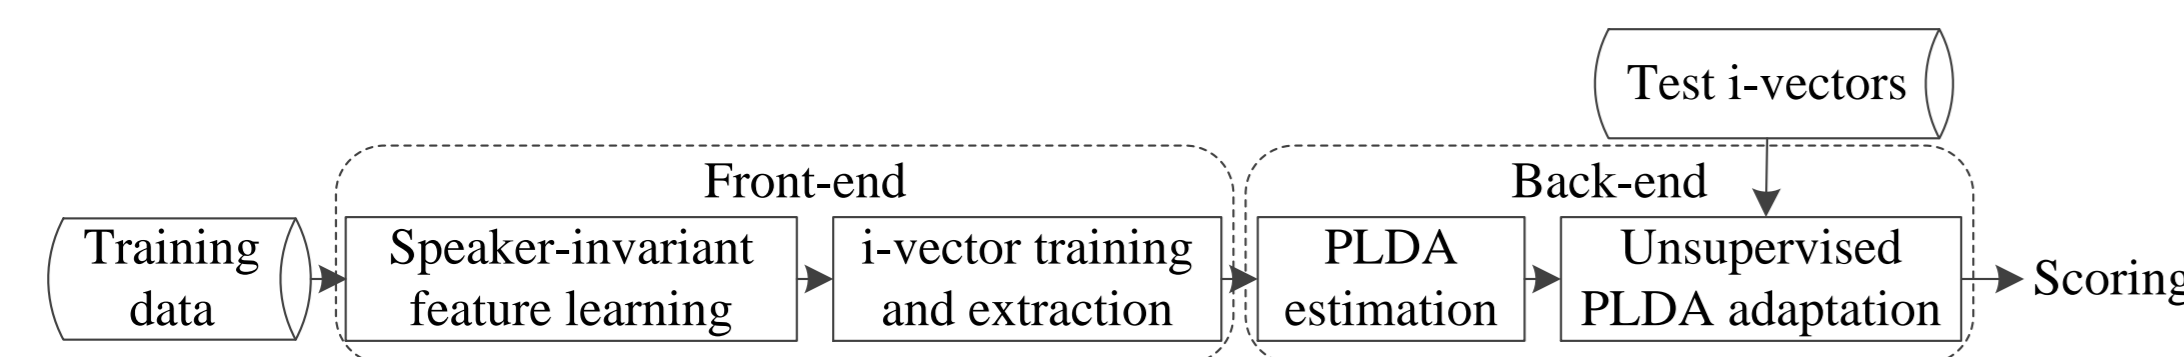 Test i-vectors
Front-end
Back-end
Training
data
Speaker-invariant
feature learning
i-vector training
and extraction
PLDA
estimation
Unsupervised
PLDA adaptation
Scoring